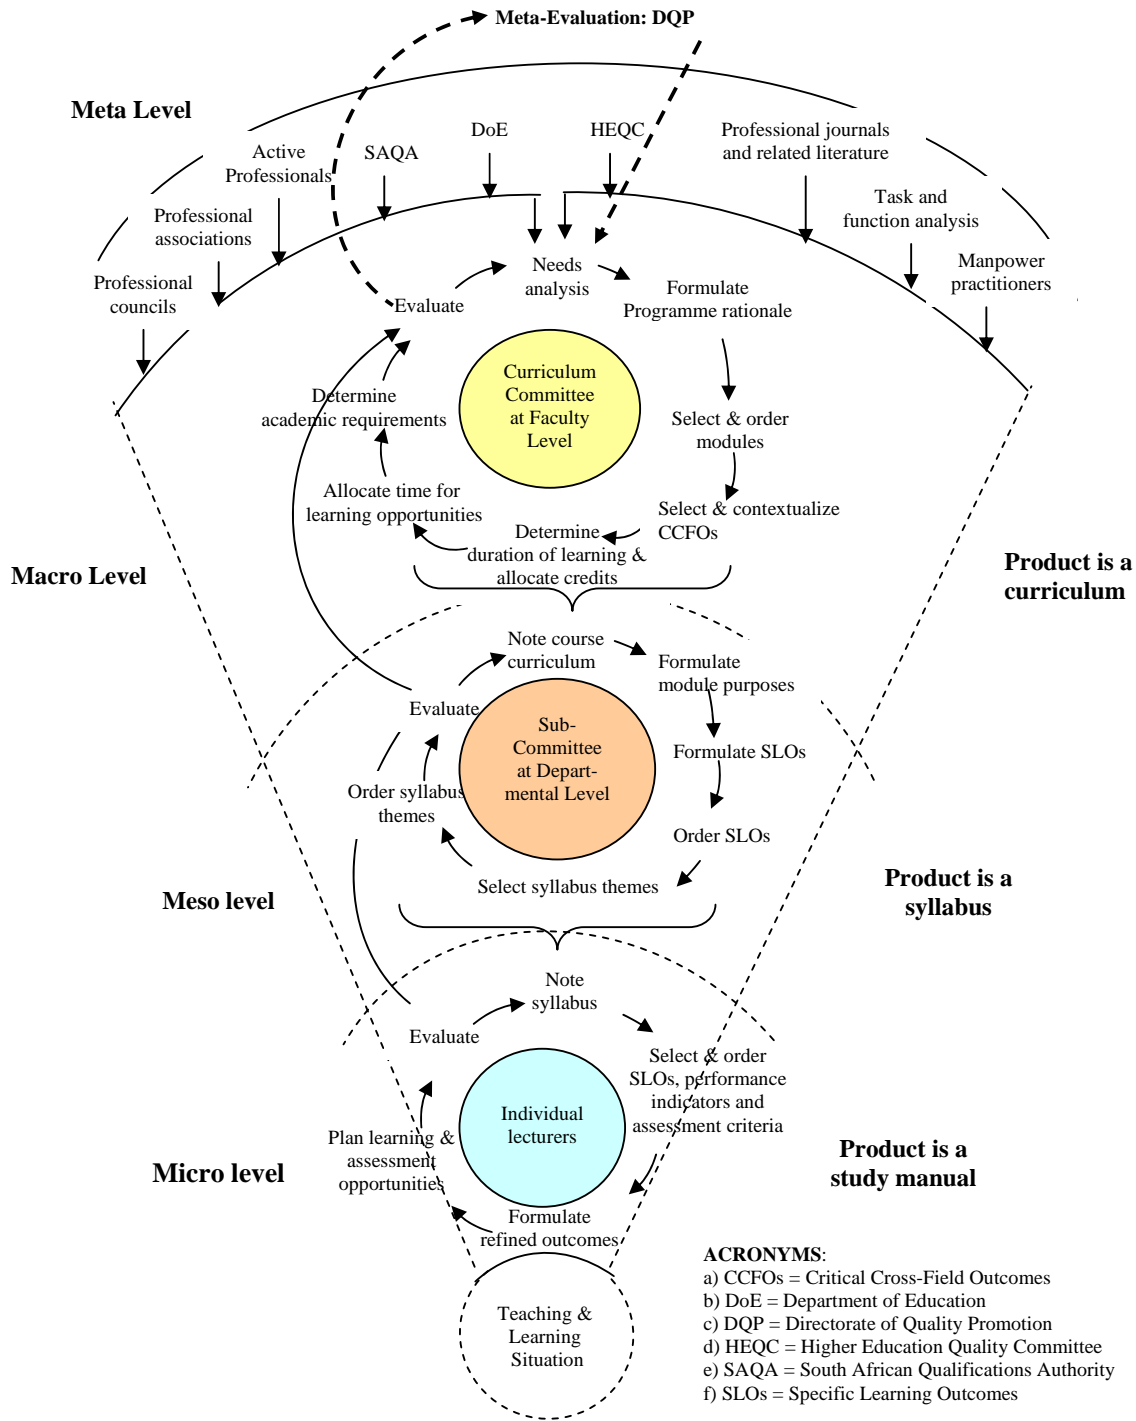 Meta-Evaluation: DQP
Meta Level
Active
Professionals
SAQA
DoE
HEQC
Professional journals
and related literature
Professional
associations
Task and
function analysis
Professional
councils
Manpower
practitioners
Needs
analysis
Evaluate
Formulate
Programme rationale
Curriculum
Committee
at Faculty
Level
Determine
academic requirements
Select & order
modules
Allocate time for
learning opportunities
Select & contextualize
CCFOs
Determine
duration of learning &
allocate credits
Macro Level
Product is a
curriculum
Note course
curriculum
Formulate
module purposes
Evaluate
Sub-
Committee
at Depart-
mental Level
Formulate SLOs
Order syllabus
themes
Order SLOs
Select syllabus themes
Meso level
Product is a
syllabus
Note
syllabus
Evaluate
Select & order
SLOs, performance
indicators and
assessment criteria
Individual
lecturers
Plan learning &
assessment
opportunities
Micro level
Product is a
study manual
Formulate
refined outcomes
Teaching &
Learning
Situation
ACRONYMS:
a) CCFOs = Critical Cross-Field Outcomes
b) DoE = Department of Education
c) DQP = Directorate of Quality Promotion
d) HEQC = Higher Education Quality Committee
e) SAQA = South African Qualifications Authority
f) SLOs = Specific Learning Outcomes